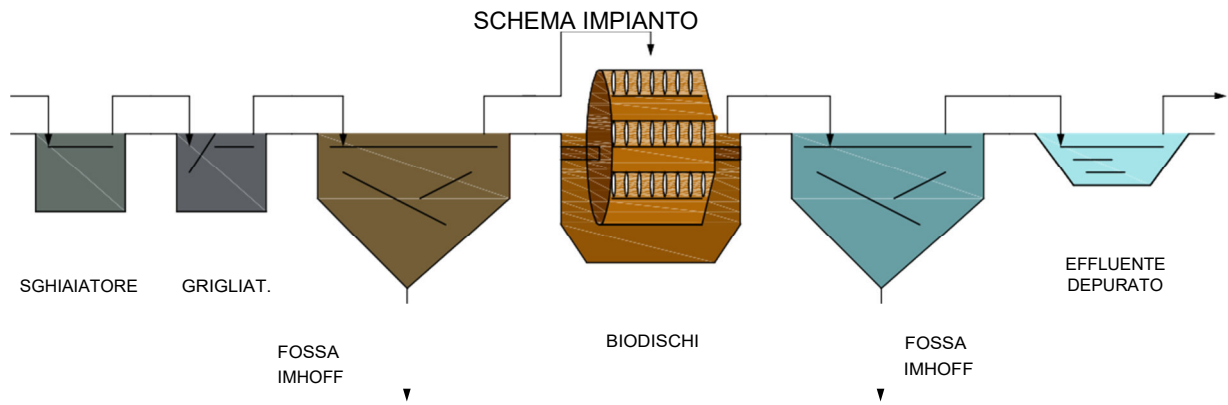 SCHEMA IMPIANTO
SGHIAIATORE
GRIGLIAT.
FOSSA
IMHOFF
BIODISCHI
FOSSA
IMHOFF
EFFLUENTE
DEPURATO